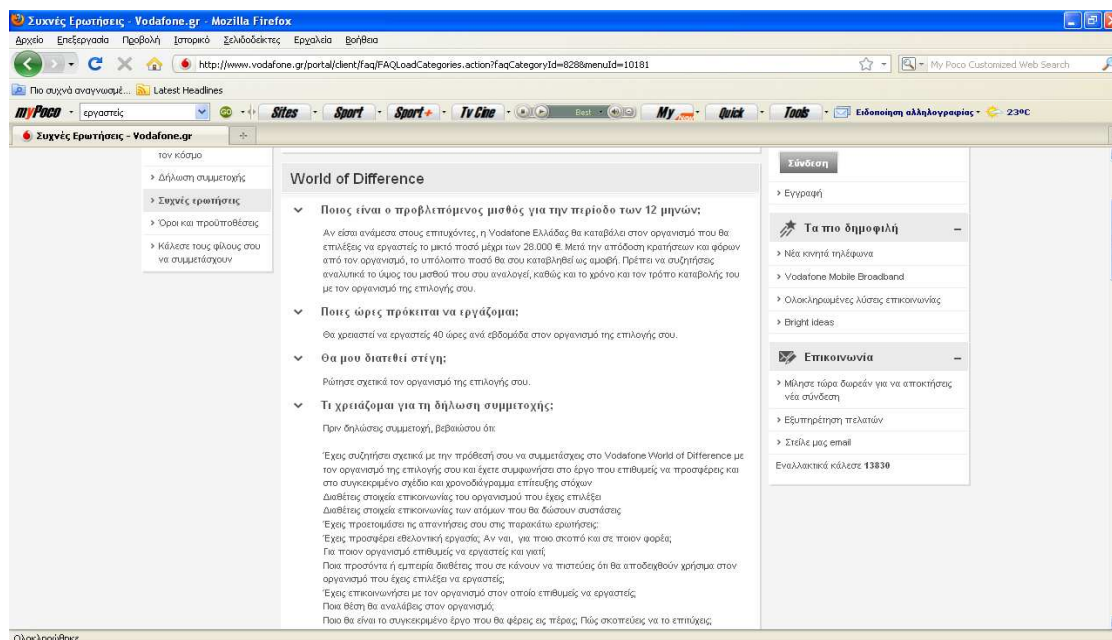 Συχνές Ερωτήσεις - Vodafone.gr - Mozilla Firefox
Αρχείο Επεξεργασία Προβολή Ιστορικό Σελιδοδείκτες Εργαλεία Βοήθεια
http://www.vodafone.gr/portal/client/faq/FAQLoadCategories.action?faqCategoryId=828&menuId=10181
My Poco Customized Web Search
Πιο συχνά αναγνωσμέ... Latest Headlines
myPoco εργαστείς Sites Sport Sport+ Tv Cine Best My Quick Tools Ειδοποίηση αλληλογραφίας 23°C
Συχνές Ερωτήσεις - Vodafone.gr
τον κόσμο
Δήλωση συμμετοχής
Συχνές ερωτήσεις
Όροι και προϋποθέσεις
Κάλεσε τους φίλους σου
να συμμετάσχουν
World of Difference
Ποιος είναι ο προβλεπόμενος μισθός για την περίοδο των 12 μηνών;
Αν είσαι ανάμεσα στους επιτυχόντες, η Vodafone Ελλάδας θα καταβάλει στον οργανισμό που θα
επιλέξεις να εργαστείς το μικτό ποσό μέχρι των 28.000 €. Μετά την απόδοση κρατήσεων και φόρων
από τον οργανισμό, το υπόλοιπο ποσό θα σου καταβληθεί ως αμοιβή. Πρέπει να συζητήσεις
αναλυτικά το ύψος του μισθού που σου αναλογεί, καθώς και το χρόνο και τον τρόπο καταβολής του
με τον οργανισμό της επιλογής σου.
Ποιες ώρες πρόκειται να εργάζομαι;
Θα χρειαστεί να εργαστείς 40 ώρες ανά εβδομάδα στον οργανισμό της επιλογής σου.
Θα μου διατεθεί στέγη;
Ρώτησε σχετικά τον οργανισμό της επιλογής σου.
Τι χρειάζομαι για τη δήλωση συμμετοχής;
Πριν δηλώσεις συμμετοχή, βεβαιώσου ότι:
Έχεις συζητήσει σχετικά με την πρόθεσή σου να συμμετάσχεις στο Vodafone World of Difference με
τον οργανισμό της επιλογής σου και έχετε συμφωνήσει στο έργο που επιθυμείς να προσφέρεις και
στο συγκεκριμένο σχέδιο και χρονοδιάγραμμα επίτευξης στόχων
Διαθέτεις στοιχεία επικοινωνίας του οργανισμού που έχεις επιλέξει
Διαθέτεις στοιχεία επικοινωνίας των ατόμων που θα δώσουν συστάσεις
Έχεις προετοιμάσει τις απαντήσεις σου στις παρακάτω ερωτήσεις:
Έχεις προσφέρει εθελοντική εργασία; Αν ναι, για ποιο σκοπό και σε ποιον φορέα;
Για ποιον οργανισμό επιθυμείς να εργαστείς και γιατί;
Ποια προσόντα ή εμπειρία διαθέτεις που σε κάνουν να πιστεύεις ότι θα αποδειχθούν χρήσιμα στον
οργανισμό που έχεις επιλέξει να εργαστείς;
Έχεις επικοινωνήσει με τον οργανισμό στον οποίο επιθυμείς να εργαστείς;
Ποια θέση θα αναλάβεις στον οργανισμό;
Ποιο θα είναι το συγκεκριμένο έργο που θα φέρεις εις πέρας; Πώς σκοπεύεις να το επιτύχεις;
Σύνδεση
Εγγραφή
Τα πιο δημοφιλή
Νέα κινητά τηλέφωνα
Vodafone Mobile Broadband
Ολοκληρωμένες λύσεις επικοινωνίας
Bright ideas
Επικοινωνία
Μίλησε τώρα δωρεάν για να αποκτήσεις
νέα σύνδεση
Εξυπηρέτηση πελατών
Στείλε μας email
Εναλλακτικά κάλεσε 13830
Ολοκληρώθηκε